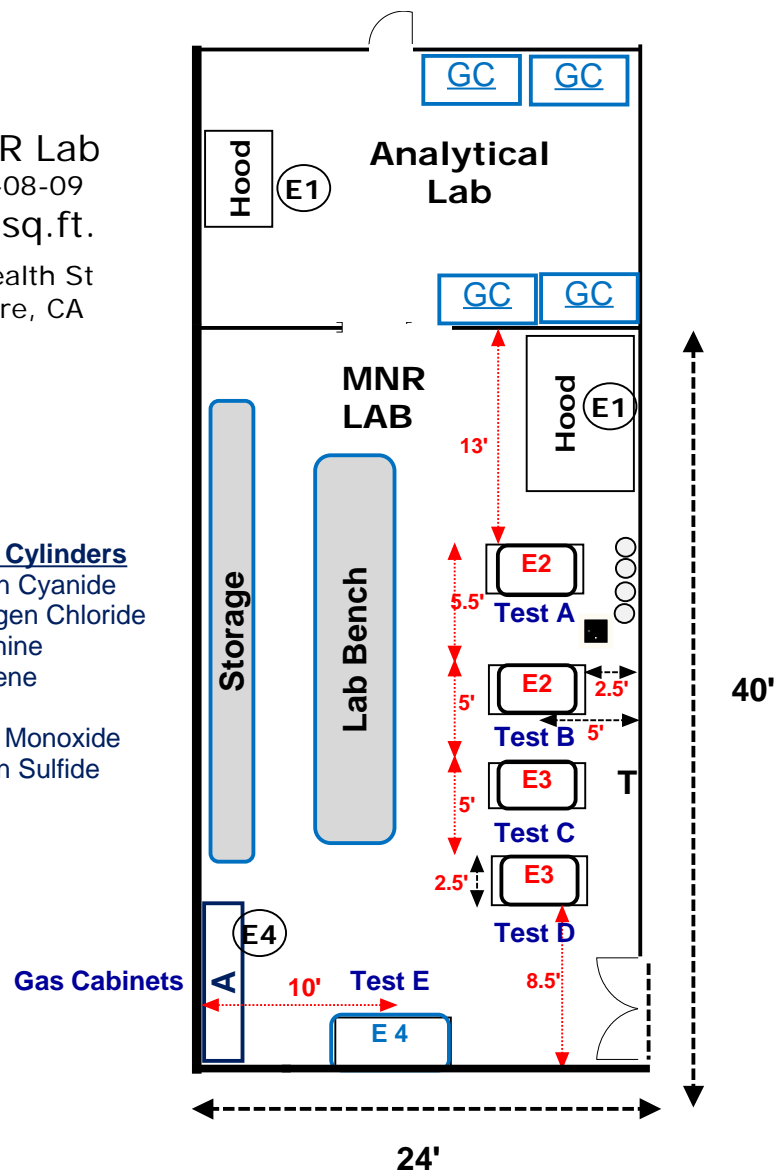 GC GC
R Lab
-08-09
sq.ft.
ealth St
re, CA
Hood
E1
Analytical
Lab
GC GC
MNR
LAB
Hood
E1
13'
Cylinders
n Cyanide
gen Chloride
hine
ene
Monoxide
n Sulfide
Storage
Lab Bench
E2
5.5'
Test A
E2
2.5'
5'
Test B
5'
40'
E3
T
5'
Test C
E3
2.5'
Test D
E4
Gas Cabinets
A
10'
Test E
8.5'
E 4
24'